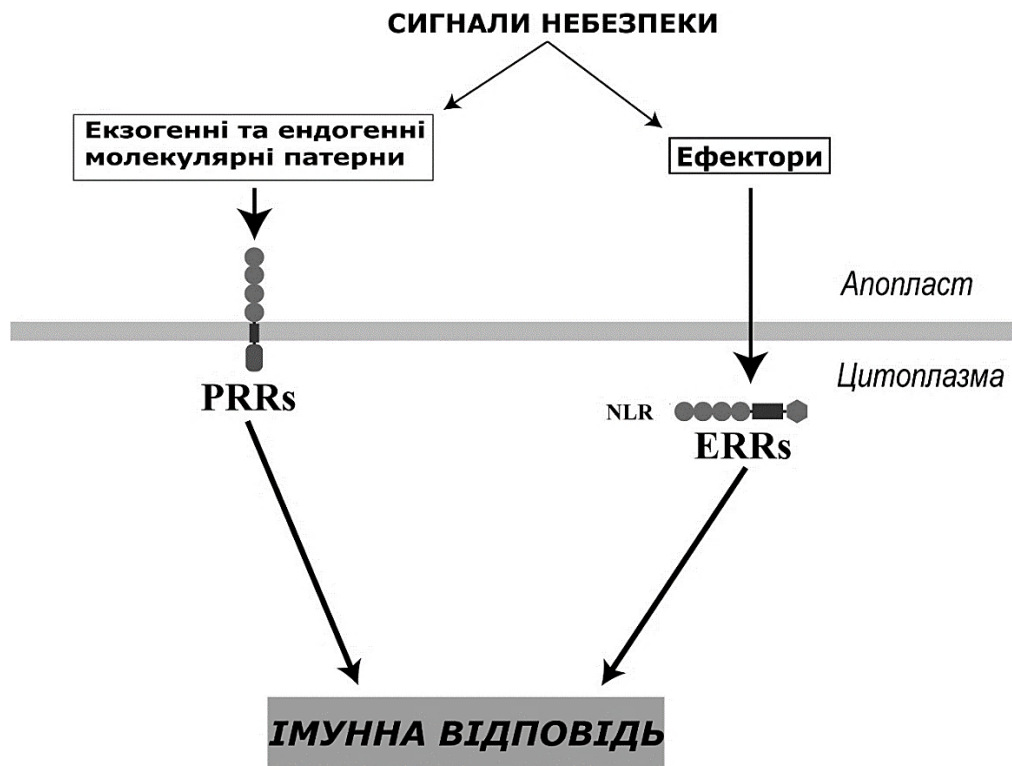 СИГНАЛИ НЕБЕЗПЕКИ
Екзогенні та ендогенні
молекулярні патерни
Ефектори
Апопласт
Цитоплазма
PRRs
NLR
ERRs
ІМУННА ВІДПОВІДЬ